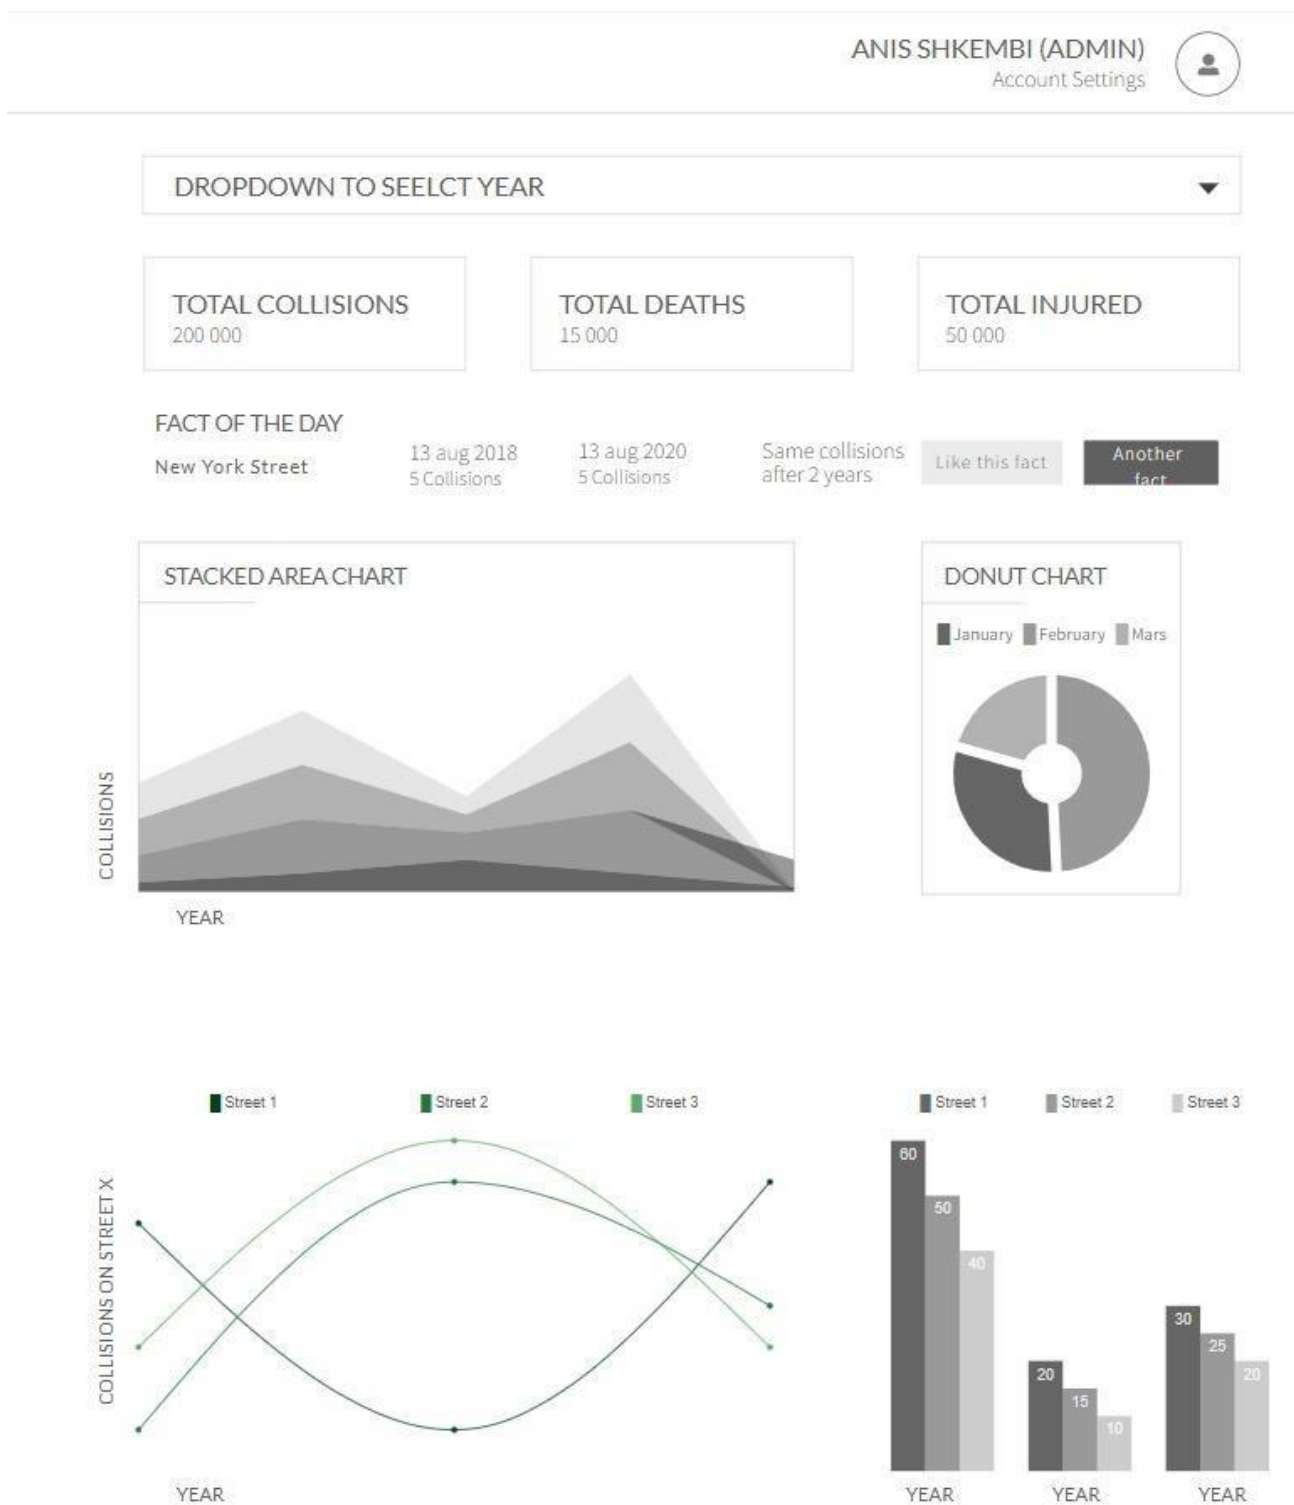 ANIS SHKEMBI (ADMIN)
Account Settings
DROPDOWN TO SEELCT YEAR
TOTAL COLLISIONS
200 000
TOTAL DEATHS
15 000
TOTAL INJURED
50 000
FACT OF THE DAY
New York Street
13 aug 2018
5 Collisions
13 aug 2020
5 Collisions
Same collisions
after 2 years
Like this fact
Another
fact
STACKED AREA CHART
COLLISIONS
YEAR
DONUT CHART
January February Mars
Street 1 Street 2 Street 3
COLLISIONS ON STREET X
YEAR
Street 1 Street 2 Street 3
60
50
40
20
15
10
30
25
20
YEAR YEAR YEAR